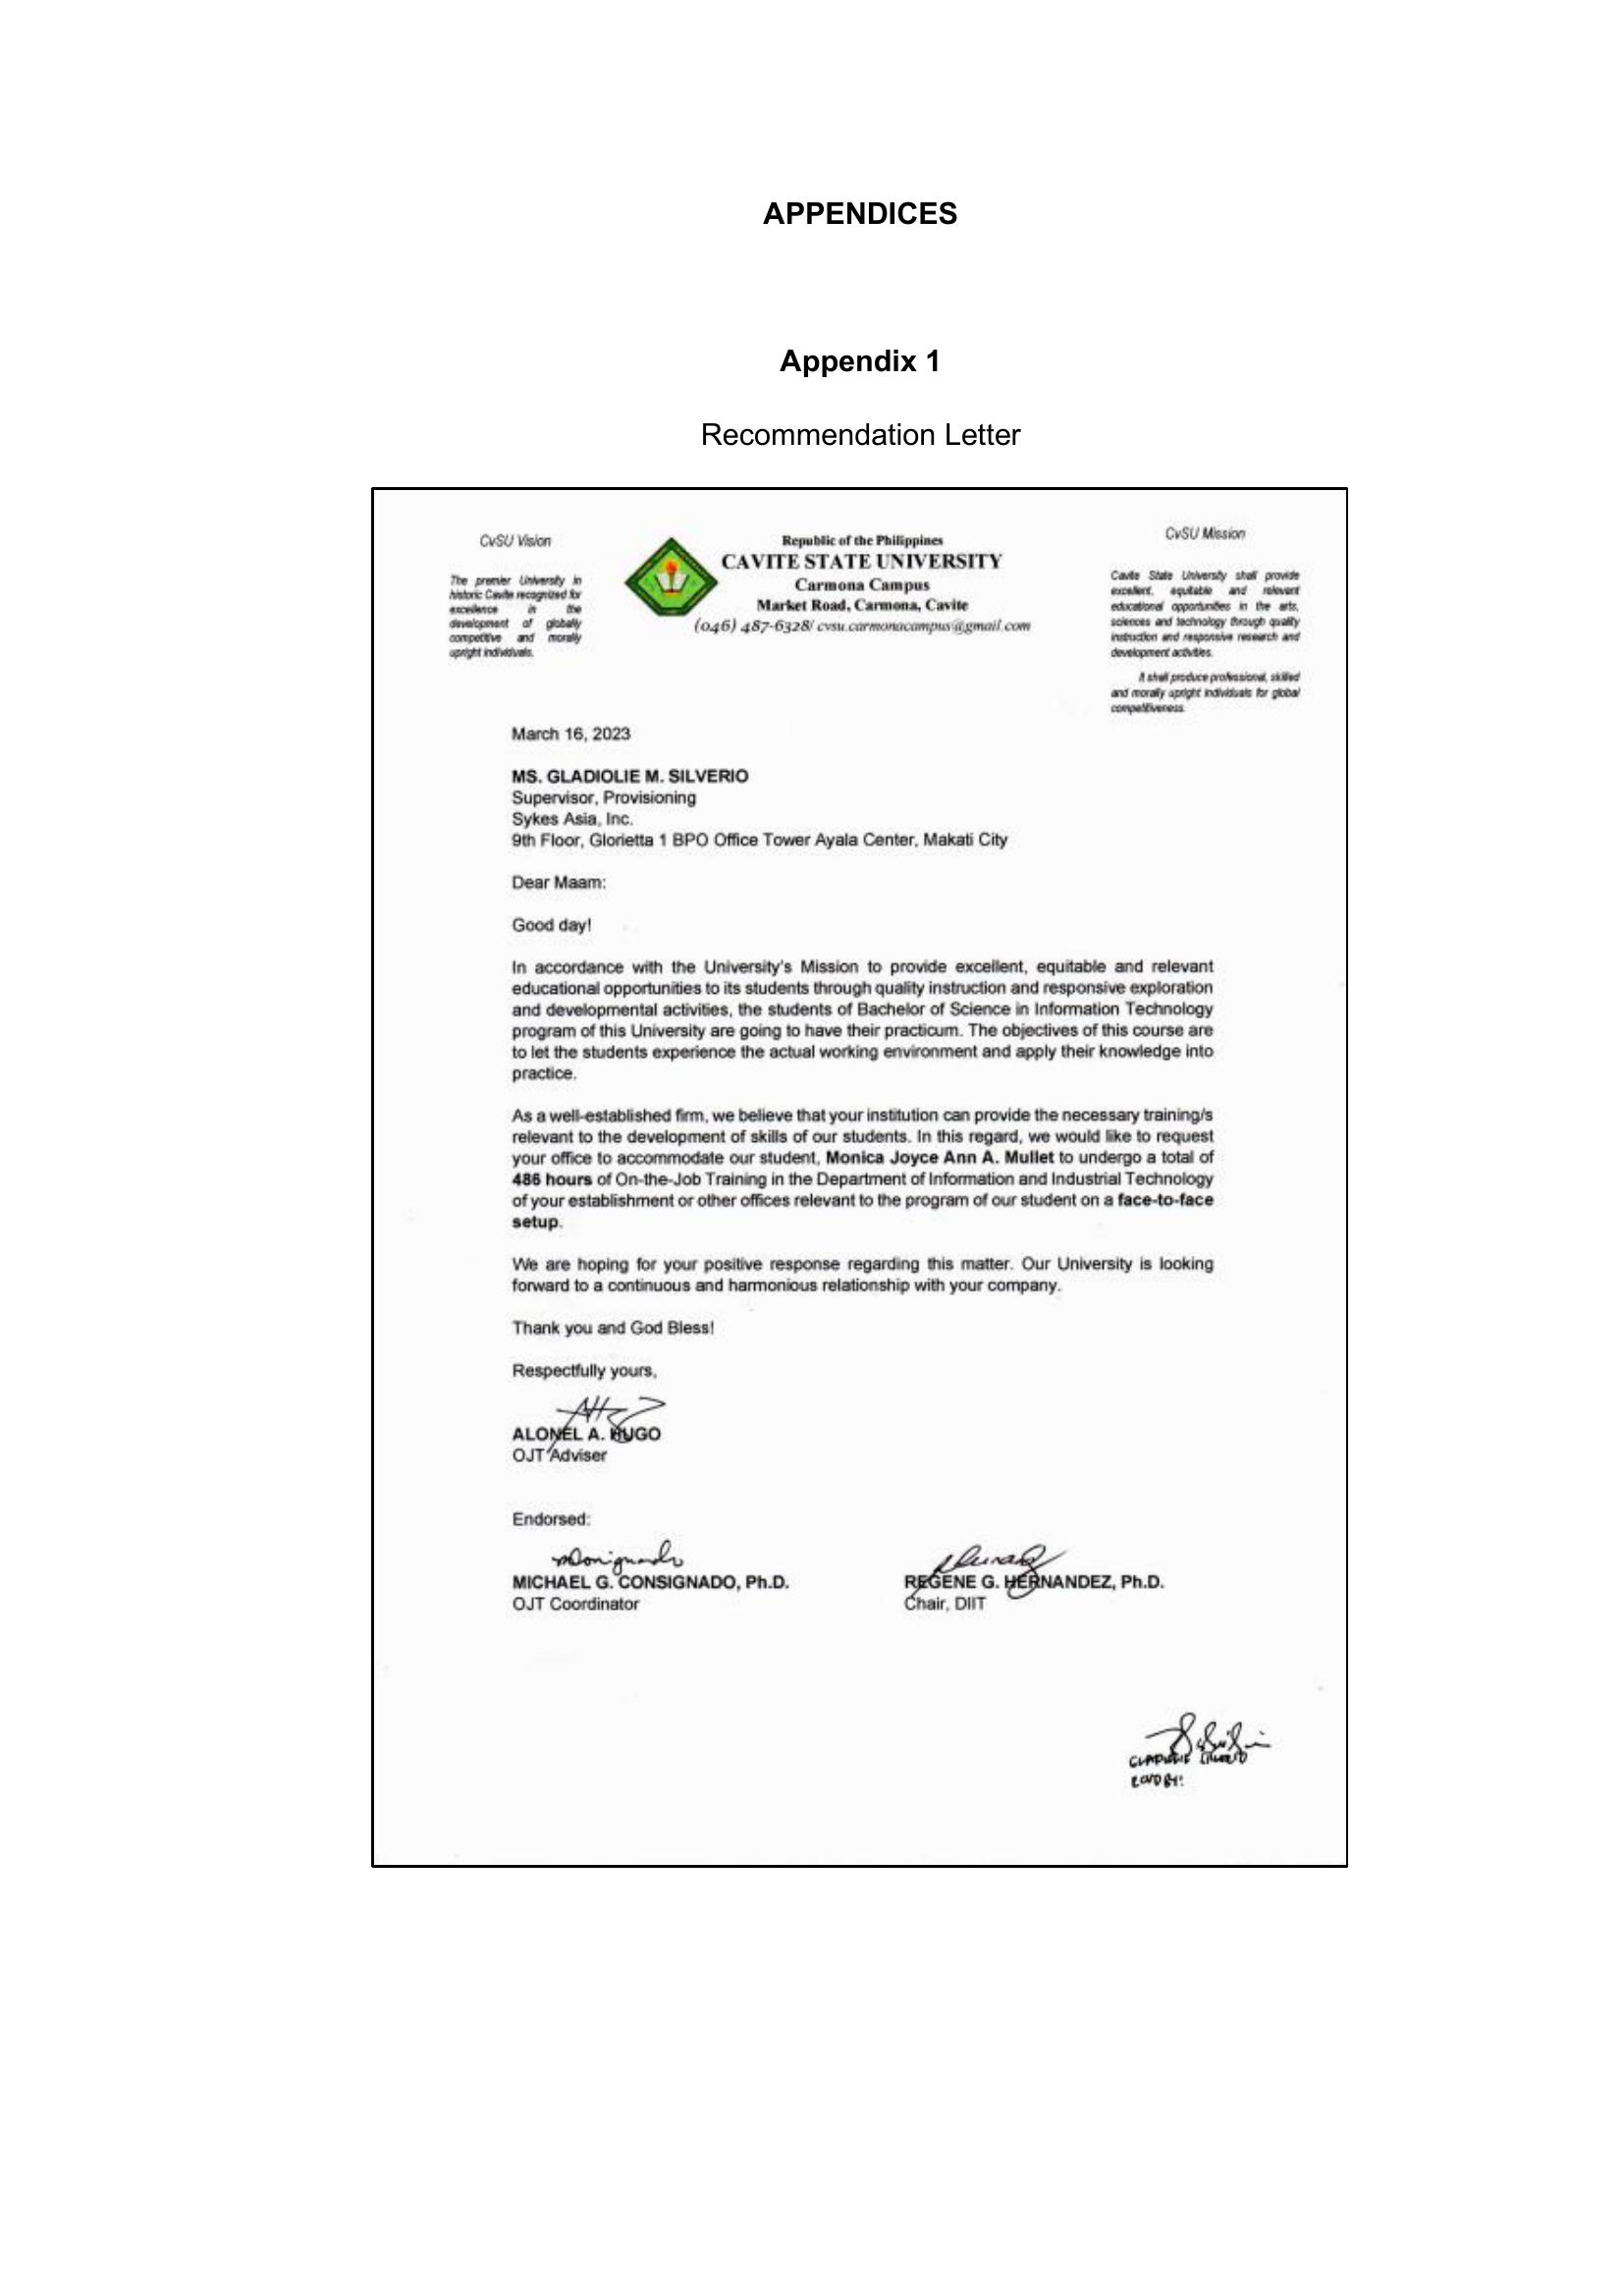 APPENDICES
Appendix 1
Recommendation Letter
CvSU Vision
The premier University in
historic Cavite recognized for
excellence in the
development of globally
competitive and morally
upright individuals.
Republic of the Philippines
CAVITE STATE UNIVERSITY
Carmona Campus
Market Road, Carmona, Cavite
(046) 487-6328/ cvsu.carmonacampus@gmail.com
CvSU Mission
Cavite State University shall provide
excellent, equitable and relevant
educational opportunities in the arts,
sciences and technology through quality
instruction and responsive research and
development activities.
It shall produce professional, skilled
and morally upright individuals for global
competitiveness.
March 16, 2023
MS. GLADIOLIE M. SILVERIO
Supervisor, Provisioning
Sykes Asia, Inc.
9th Floor, Glorietta 1 BPO Office Tower Ayala Center, Makati City
Dear Maam:
Good day!
In accordance with the University's Mission to provide excellent, equitable and relevant
educational opportunities to its students through quality instruction and responsive exploration
and developmental activities, the students of Bachelor of Science in Information Technology
program of this University are going to have their practicum. The objectives of this course are
to let the students experience the actual working environment and apply their knowledge into
practice.
As a well-established firm, we believe that your institution can provide the necessary training/s
relevant to the development of skills of our students. In this regard, we would like to request
your office to accommodate our student, Monica Joyce Ann A. Mullet to undergo a total of
486 hours of On-the-Job Training in the Department of Information and Industrial Technology
of your establishment or other offices relevant to the program of our student on a face-to-face
setup.
We are hoping for your positive response regarding this matter. Our University is looking
forward to a continuous and harmonious relationship with your company.
Thank you and God Bless!
Respectfully yours,
ALONEL A. HUGO
OJT Adviser
Endorsed:
MICHAEL G. CONSIGNADO, Ph.D.
OJT Coordinator
REGENE G. HERNANDEZ, Ph.D.
Chair, DIIT